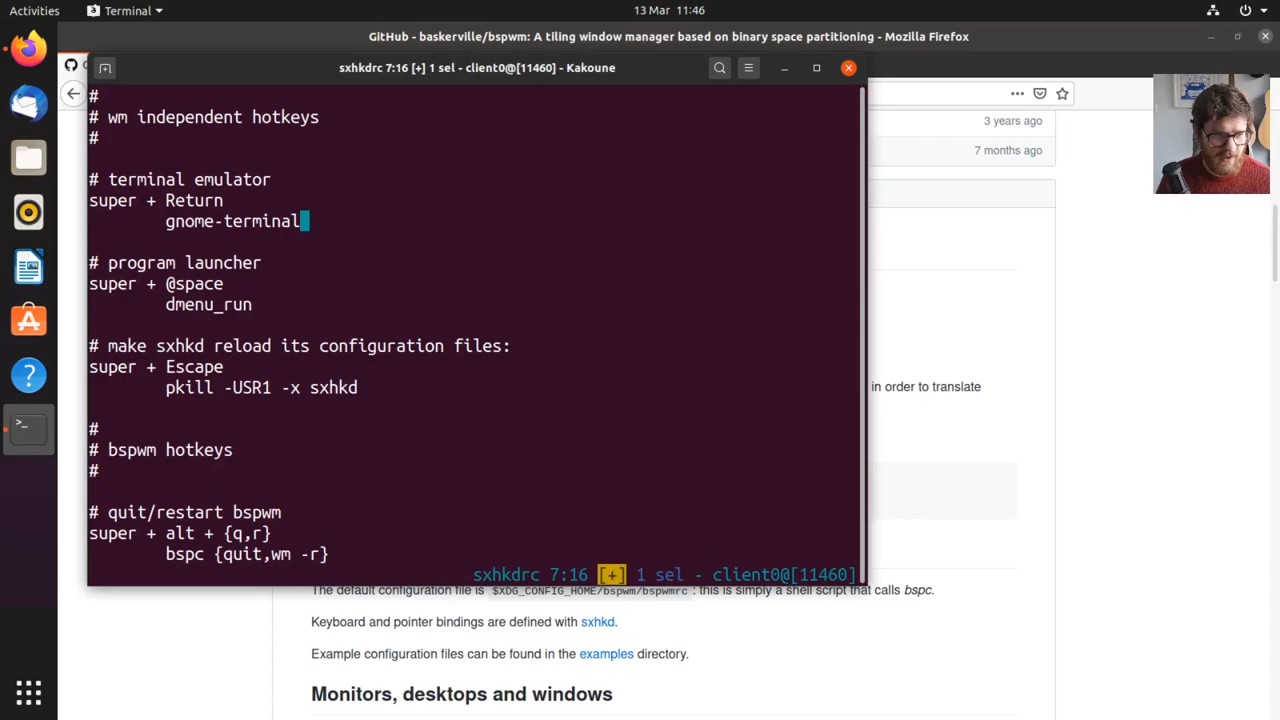 Activities
Terminal
13 Mar 11:46
GitHub - baskerville/bspwm: A tiling window manager based on binary space partitioning - Mozilla Firefox
sxhkdrc 7:16 [+] 1 sel - client0@[11460] - Kakoune
#
# wm independent hotkeys
#
3 years ago
7 months ago
# terminal emulator
super + Return
gnome-terminal
# program launcher
super + @space
dmenu_run
# make sxhkd reload its configuration files:
super + Escape
pkill -USR1 -x sxhkd
in order to translate
#
# bspwm hotkeys
#
# quit/restart bspwm
super + alt + {q,r}
bspc {quit,wm -r}
sxhkdrc 7:16 [+] 1 sel - client0@[11460]
The default configuration file is $XDG_CONFIG_HOME/bspwm/bspwmrc : this is simply a shell script that calls bspc.
Keyboard and pointer bindings are defined with sxhkd.
Example configuration files can be found in the examples directory.
Monitors, desktops and windows